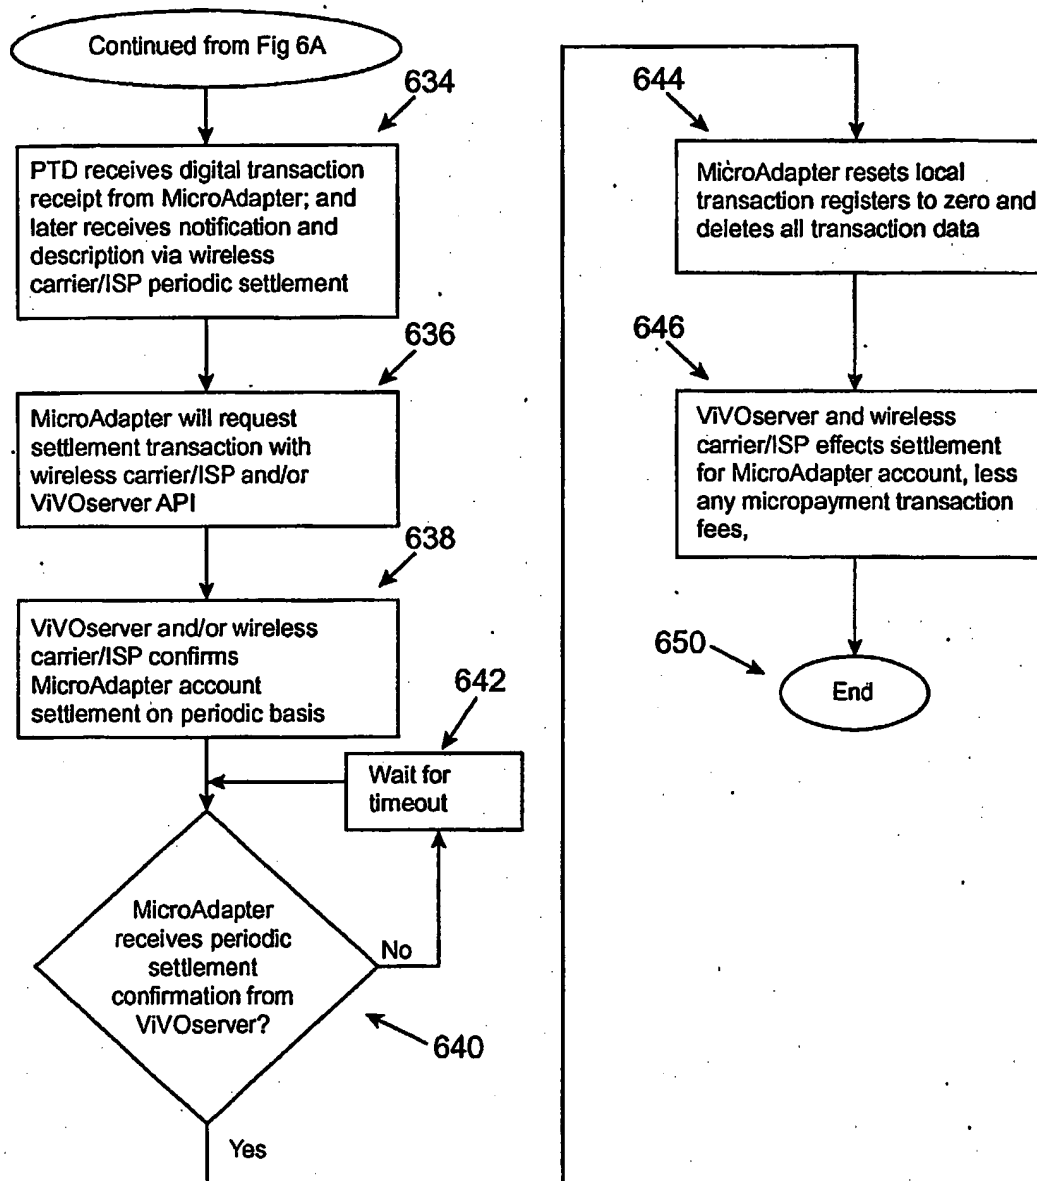 Continued from Fig 6A
634
PTD receives digital transaction
receipt from MicroAdapter; and
later receives notification and
description via wireless
carrier/ISP periodic settlement
636
MicroAdapter will request
settlement transaction with
wireless carrier/ISP and/or
ViVOserver API
638
ViVOserver and/or wireless
carrier/ISP confirms
MicroAdapter account
settlement on periodic basis
642
Wait for
timeout
MicroAdapter
receives periodic
settlement
confirmation from
ViVOserver?
No
640
Yes
644
MicroAdapter resets local
transaction registers to zero and
deletes all transaction data
646
ViVOserver and wireless
carrier/ISP effects settlement
for MicroAdapter account, less
any micropayment transaction
fees,
650
End